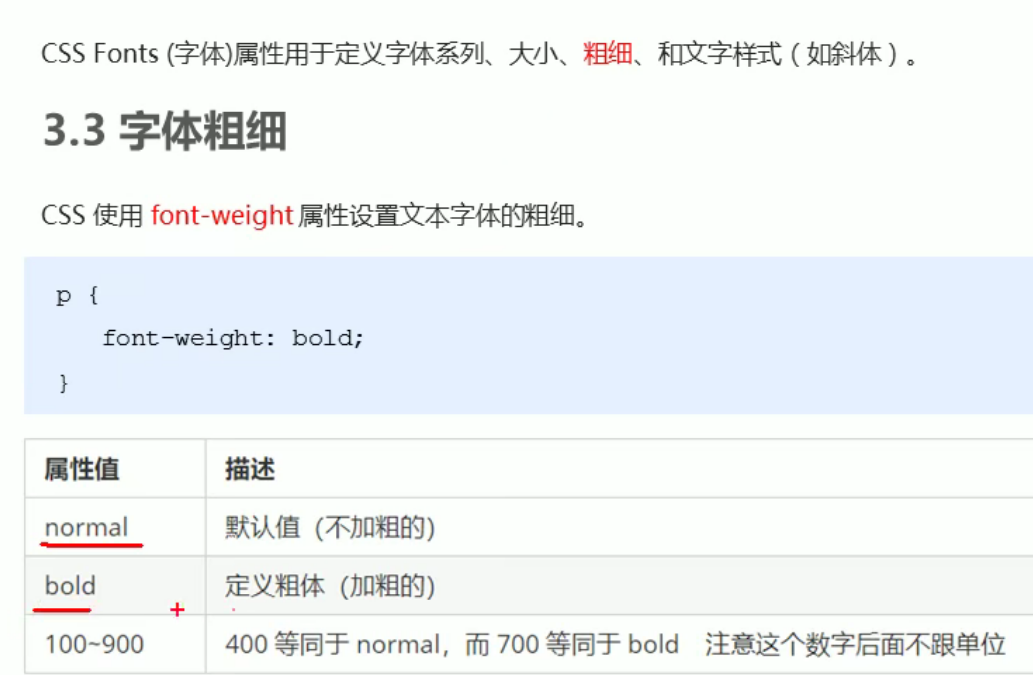 CSS Fonts (字体)属性用于定义字体系列、大小、粗细、和文字样式（如斜体）。
3.3 字体粗细
CSS 使用 font-weight 属性设置文本字体的粗细。
p {
font-weight: bold;
}
属性值 描述
normal 默认值（不加粗的）
bold 定义粗体（加粗的）
100~900 400 等同于 normal，而 700 等同于 bold 注意这个数字后面不跟单位